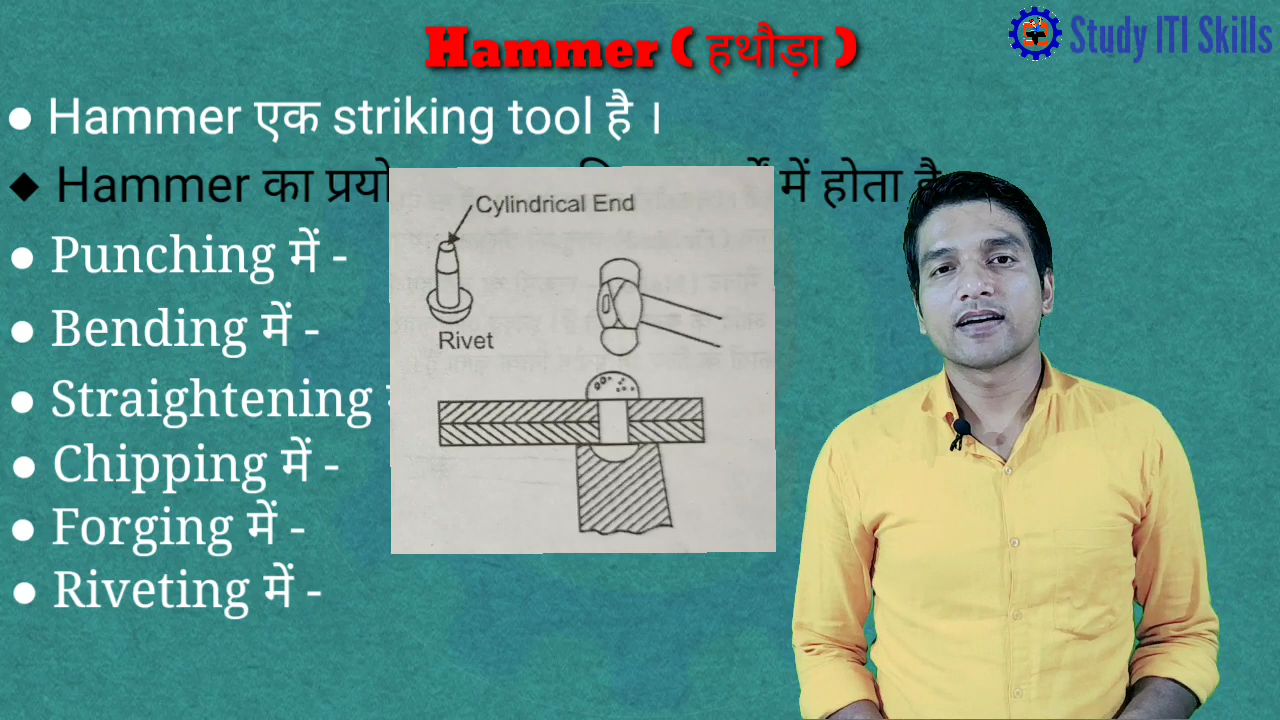 Hammer ( हथौड़ा )
Study ITI Skills
● Hammer एक striking tool है ।
◆ Hammer का में होता है
● Punching में -
● Bending में -
● Straightening
● Chipping में -
● Forging में -
● Riveting में -
Cylindrical End
Rivet